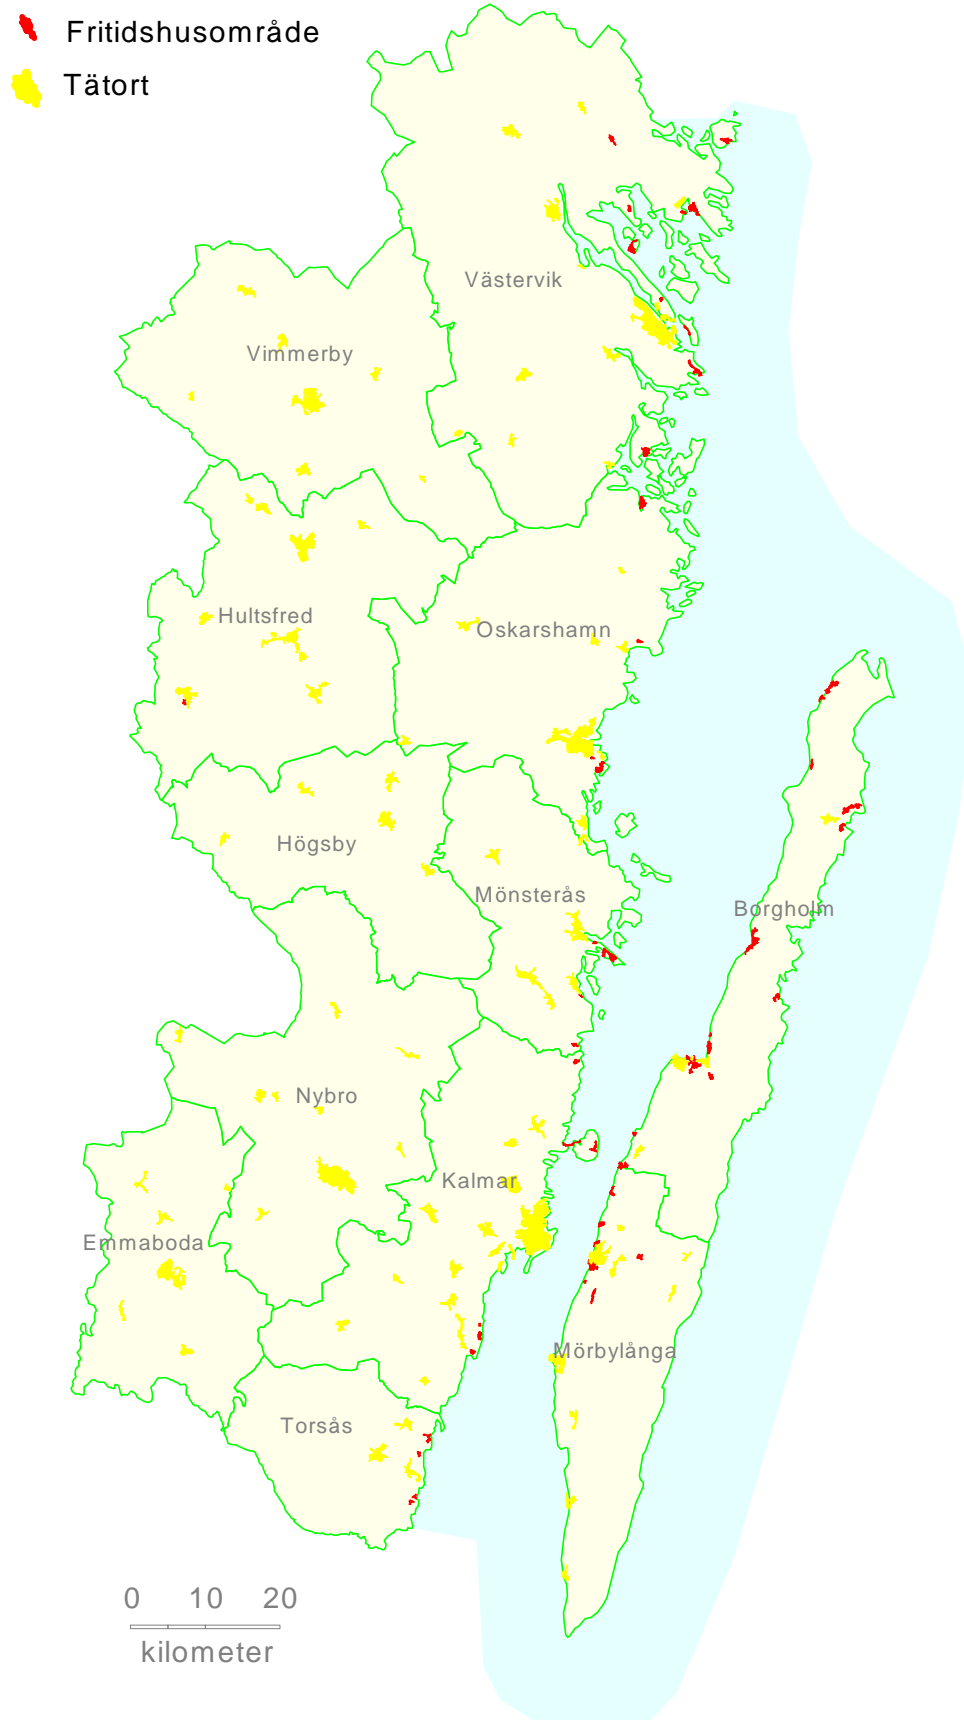 Fritidshusområde
Tätort
Västervik
Vimmerby
Hultsfred
Oskarshamn
Högsby
Mönsterås
Borgholm
Nybro
Kalmar
Emmaboda
Mörbylånga
Torsås
0 10 20
kilometer